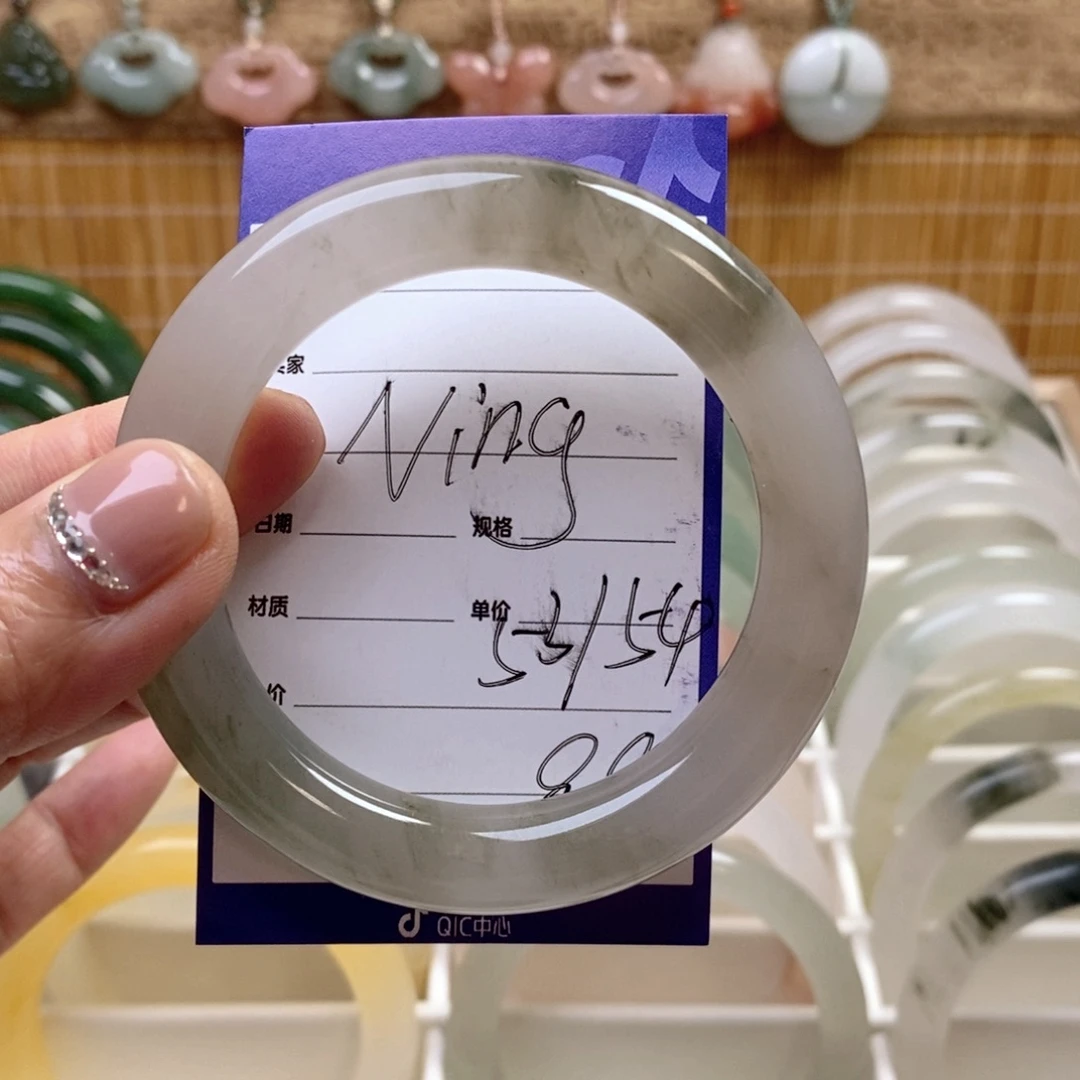 家
Ning
日期 规格
材质 单价
53/54
价
QIC中心